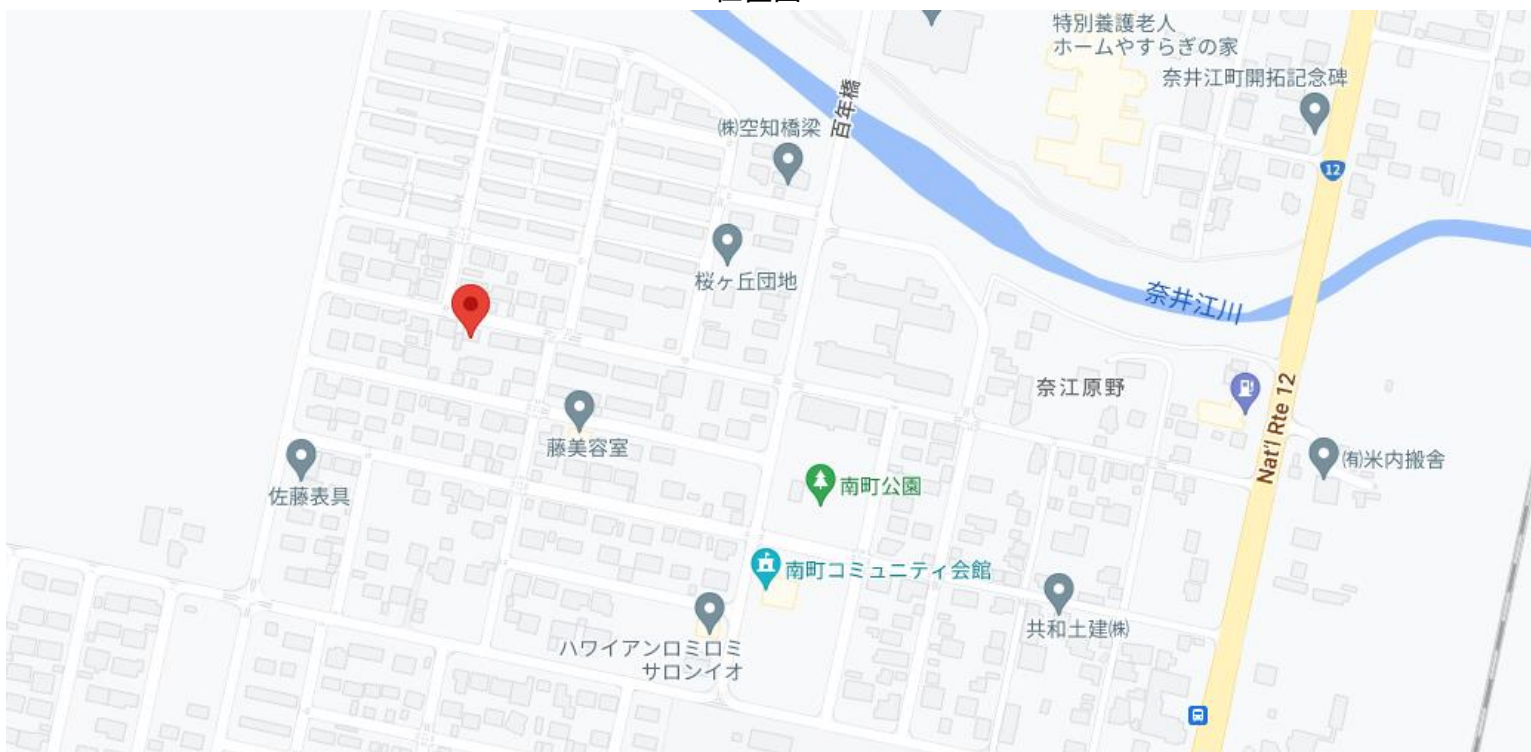 特別養護老人
ホームやすらぎの家
奈井江町開拓記念碑
百年橋
㈱空知橋梁
12
桜ヶ丘団地
奈井江川
奈江原野
Nat'l Rte 12
藤美容室
㈲米内搬舎
佐藤表具
南町公園
南町コミュニティ会館
共和土建㈱
ハワイアンロミロミ
サロンイオ